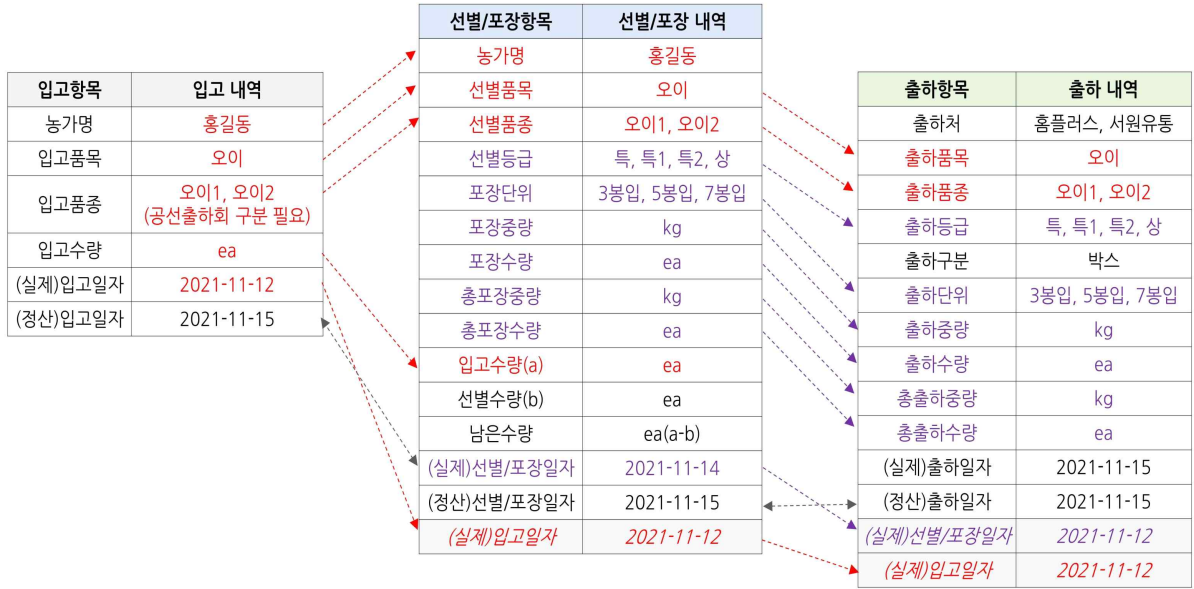 입고항목 입고 내역
농가명 홍길동
입고품목 오이
입고품종 오이1, 오이2
(공선출하회 구분 필요)
입고수량 ea
(실제)입고일자 2021-11-12
(정산)입고일자 2021-11-15
선별/포장항목 선별/포장 내역
농가명 홍길동
선별품목 오이
선별품종 오이1, 오이2
선별등급 특, 특1, 특2, 상
포장단위 3봉입, 5봉입, 7봉입
포장중량 kg
포장수량 ea
총포장중량 kg
총포장수량 ea
입고수량(a) ea
선별수량(b) ea
남은수량 ea(a-b)
(실제)선별/포장일자 2021-11-14
(정산)선별/포장일자 2021-11-15
(실제)입고일자 2021-11-12
출하항목 출하 내역
출하처 홈플러스, 서원유통
출하품목 오이
출하품종 오이1, 오이2
출하등급 특, 특1, 특2, 상
출하구분 박스
출하단위 3봉입, 5봉입, 7봉입
출하중량 kg
출하수량 ea
총출하중량 kg
총출하수량 ea
(실제)출하일자 2021-11-15
(정산)출하일자 2021-11-15
(실제)선별/포장일자 2021-11-12
(실제)입고일자 2021-11-12